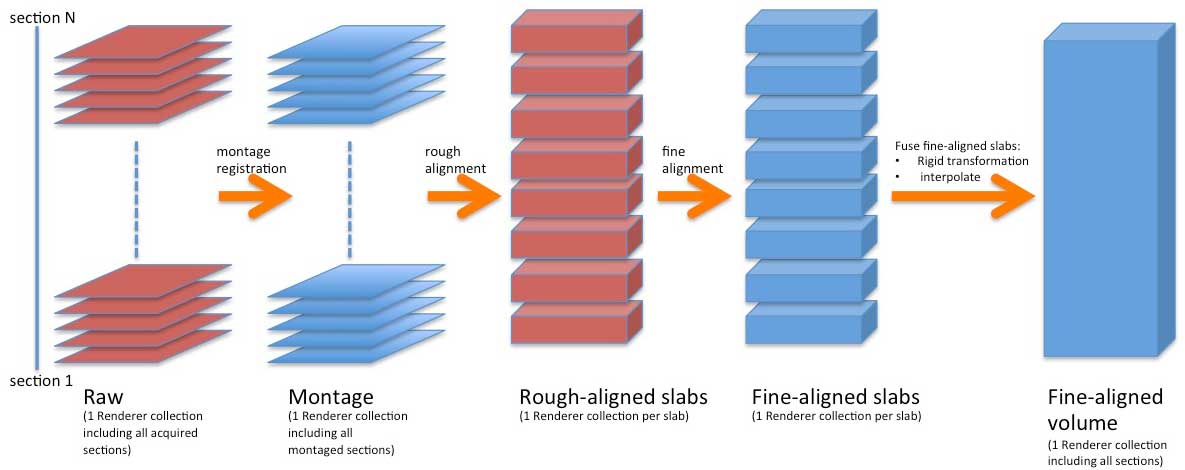 section N
section 1
montage
registration
rough
alignment
fine
alignment
Fuse fine-aligned slabs:
• Rigid transformation
• interpolate
Raw
(1 Renderer collection
including all acquired
sections)
Montage
(1 Renderer collection
including all
montaged sections)
Rough-aligned slabs
(1 Renderer collection per slab)
Fine-aligned slabs
(1 Renderer collection per slab)
Fine-aligned
volume
(1 Renderer collection
including all sections)